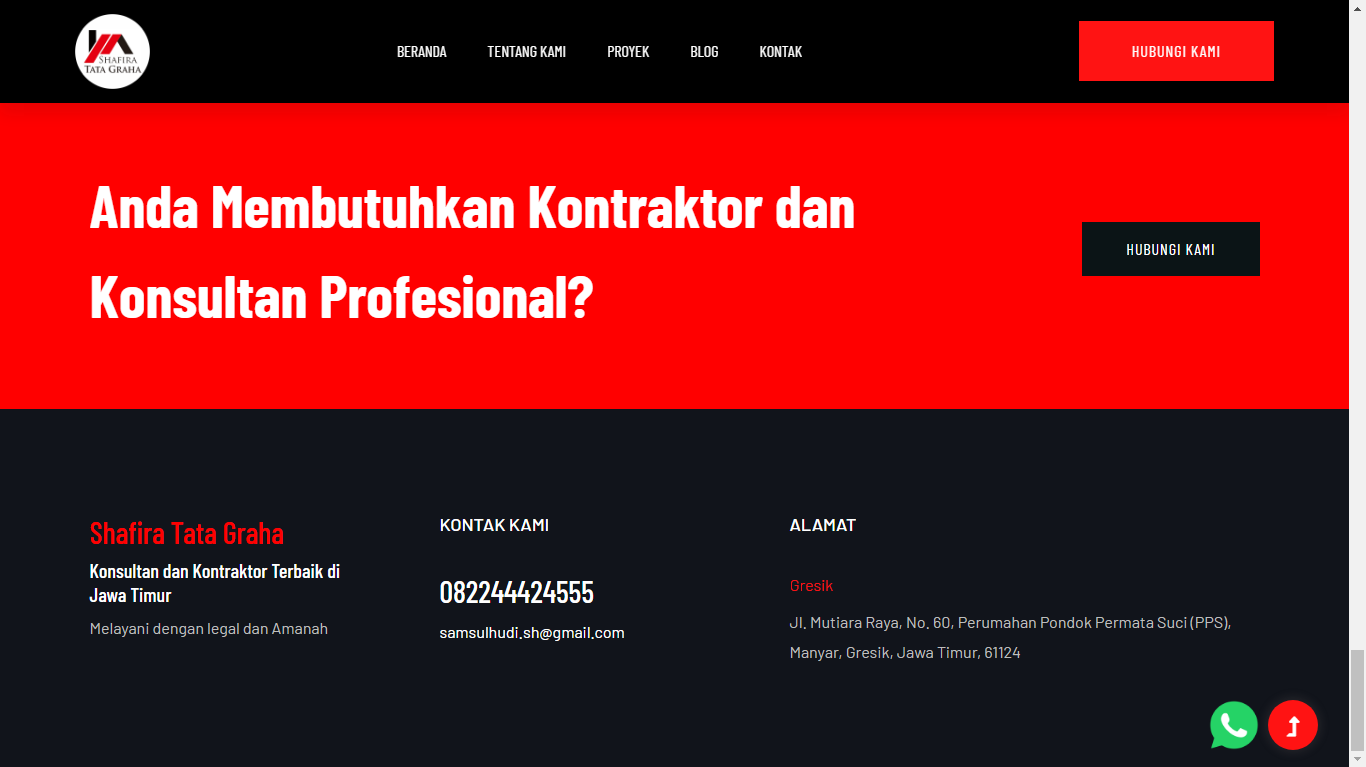 SHAFIRA
TATA GRAHA
BERANDA
TENTANG KAMI
PROYEK
BLOG
KONTAK
HUBUNGI KAMI
Anda Membutuhkan Kontraktor dan
Konsultan Profesional?
HUBUNGI KAMI
Shafira Tata Graha
Konsultan dan Kontraktor Terbaik di
Jawa Timur
Melayani dengan legal dan Amanah
KONTAK KAMI
082244424555
samsulhudi.sh@gmail.com
ALAMAT
Gresik
Jl. Mutiara Raya, No. 60, Perumahan Pondok Permata Suci (PPS),
Manyar, Gresik, Jawa Timur, 61124